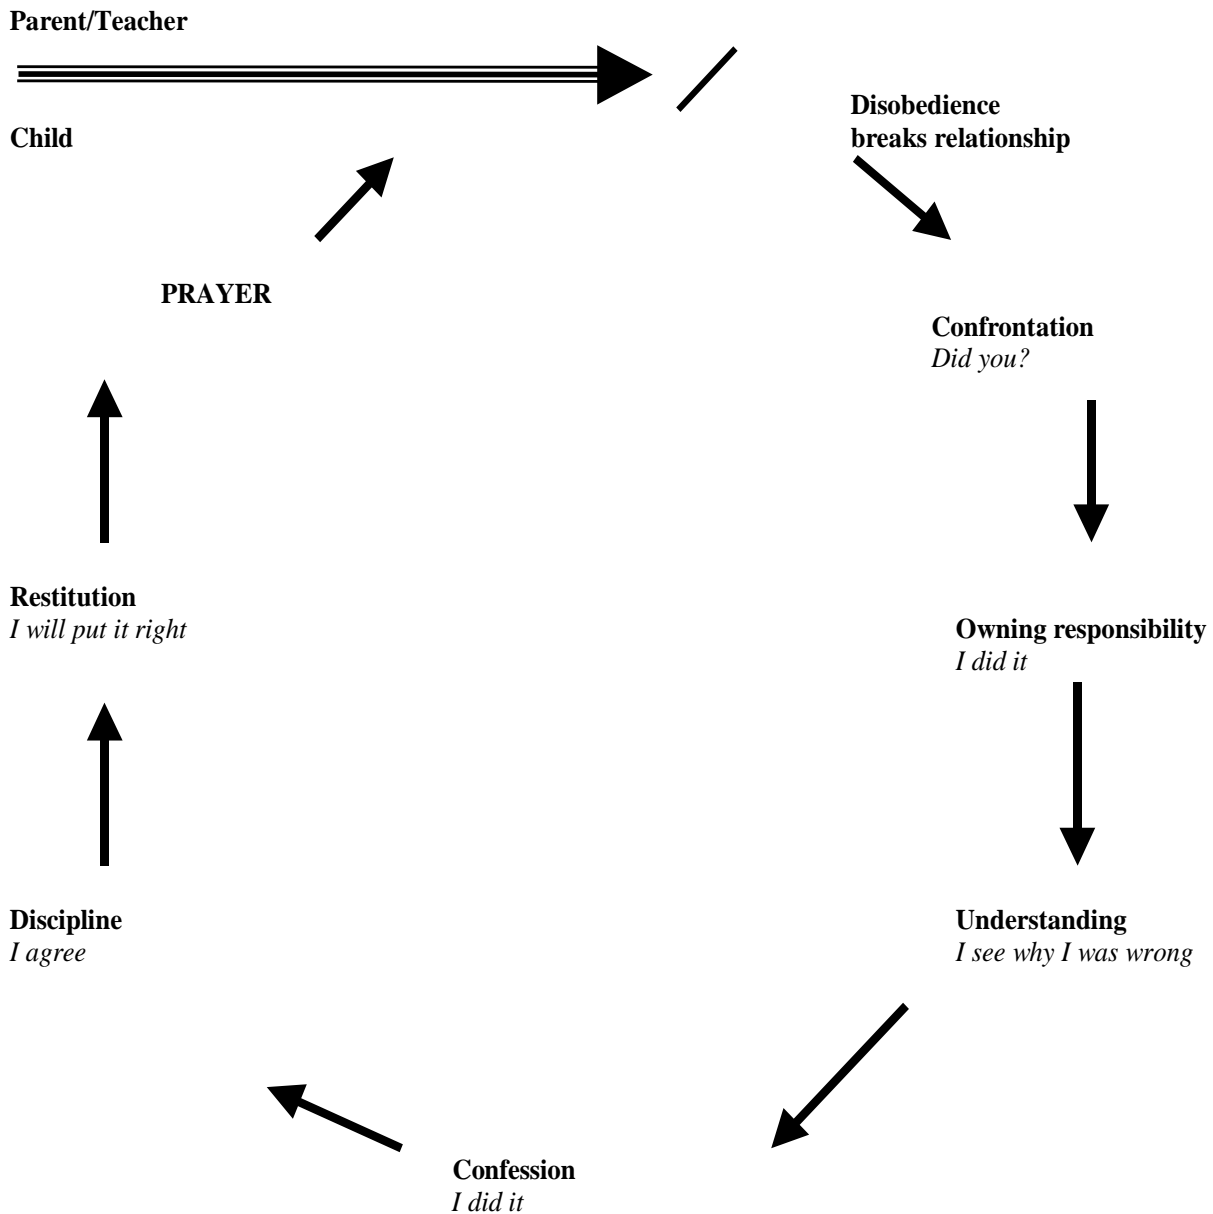 Parent/Teacher
Child
Disobedience
breaks relationship
Confrontation
Did you?
Owning responsibility
I did it
Understanding
I see why I was wrong
Confession
I did it
Discipline
I agree
Restitution
I will put it right
PRAYER